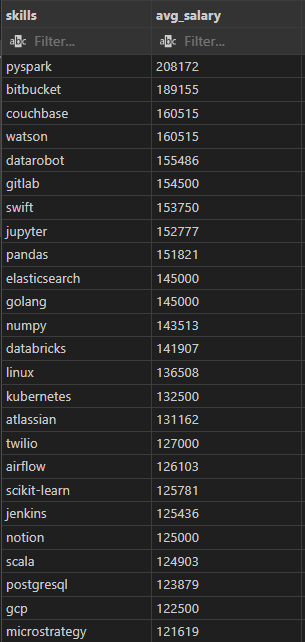 skills avg_salary
abc Filter... abc Filter...
pyspark 208172
bitbucket 189155
couchbase 160515
watson 160515
datarobot 155486
gitlab 154500
swift 153750
jupyter 152777
pandas 151821
elasticsearch 145000
golang 145000
numpy 143513
databricks 141907
linux 136508
kubernetes 132500
atlassian 131162
twilio 127000
airflow 126103
scikit-learn 125781
jenkins 125436
notion 125000
scala 124903
postgresql 123879
gcp 122500
microstrategy 121619